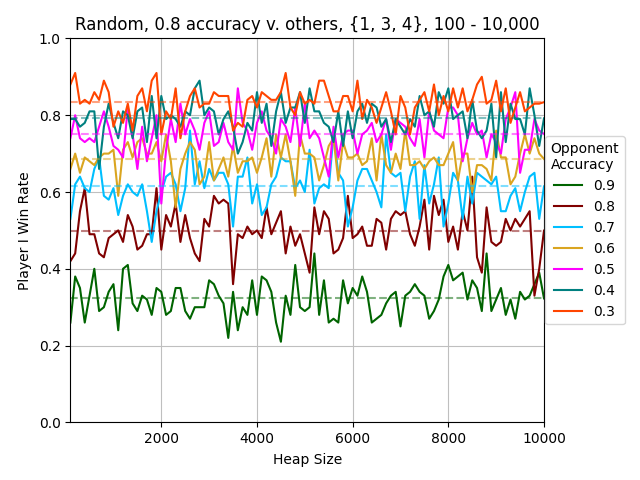 Random, 0.8 accuracy v. others, {1, 3, 4}, 100 - 10,000
1.0
0.8
0.6
0.4
0.2
0.0
Player I Win Rate
2000 4000 6000 8000 10000
Heap Size
Opponent
Accuracy
0.9
0.8
0.7
0.6
0.5
0.4
0.3